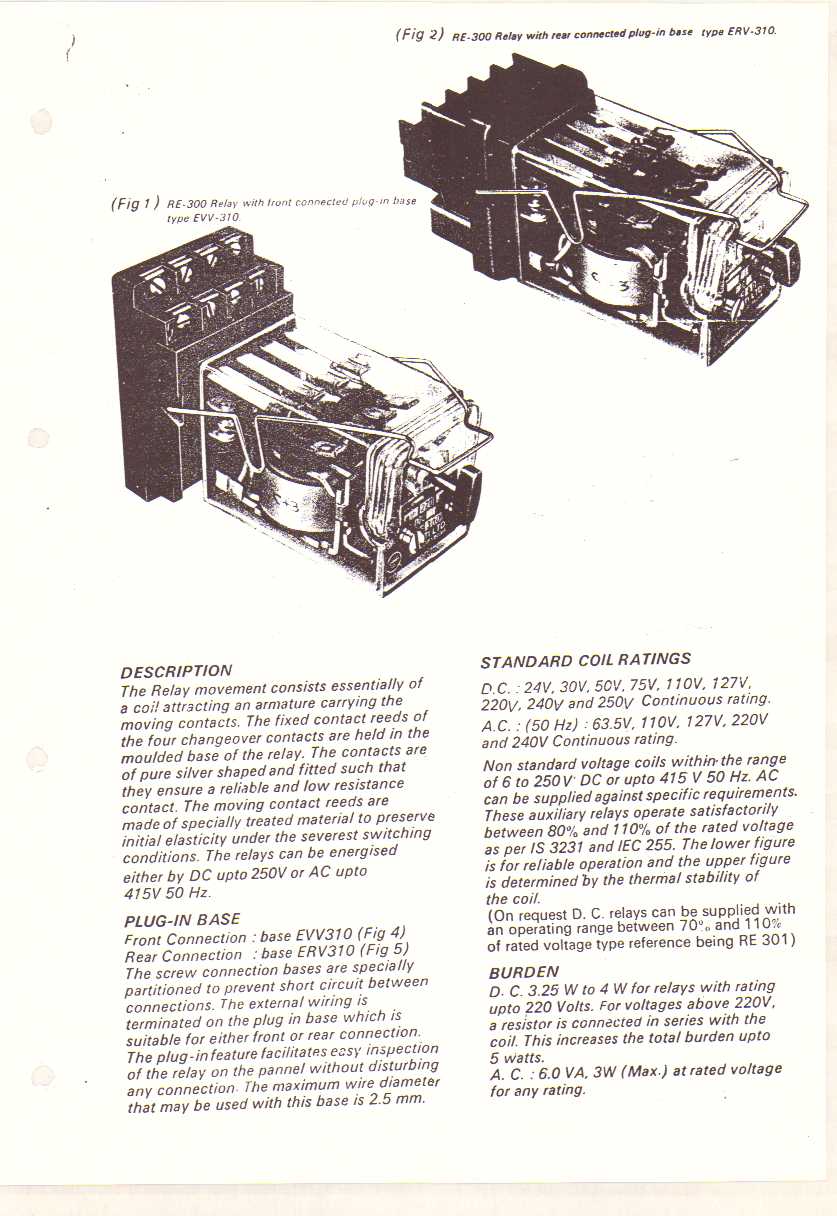 (Fig 2) RE-300 Relay with rear connected plug-in base type ERV-310.
(Fig 1) RE-300 Relay with front connected plug-in base
type EVV-310.
DESCRIPTION
The Relay movement consists essentially of
a coil attracting an armature carrying the
moving contacts. The fixed contact reeds of
the four changeover contacts are held in the
moulded base of the relay. The contacts are
of pure silver shaped and fitted such that
they ensure a reliable and low resistance
contact. The moving contact reeds are
made of specially treated material to preserve
initial elasticity under the severest switching
conditions. The relays can be energised
either by DC upto 250V or AC upto
415V 50 Hz.
PLUG-IN BASE
Front Connection : base EVV310 (Fig 4)
Rear Connection : base ERV310 (Fig 5)
The screw connection bases are specially
partitioned to prevent short circuit between
connections. The external wiring is
terminated on the plug in base which is
suitable for either front or rear connection.
The plug-in feature facilitates easy inspection
of the relay on the pannel without disturbing
any connection. The maximum wire diameter
that may be used with this base is 2.5 mm.
STANDARD COIL RATINGS
D.C. : 24V, 30V, 50V, 75V, 110V, 127V,
220V, 240V and 250V Continuous rating.
A.C. : (50 Hz) : 63.5V, 110V, 127V, 220V
and 240V Continuous rating.
Non standard voltage coils within the range
of 6 to 250 V DC or upto 415 V 50 Hz. AC
can be supplied against specific requirements.
These auxiliary relays operate satisfactorily
between 80% and 110% of the rated voltage
as per IS 3231 and IEC 255. The lower figure
is for reliable operation and the upper figure
is determined by the thermal stability of
the coil.
(On request D. C. relays can be supplied with
an operating range between 70% and 110%
of rated voltage type reference being RE 301)
BURDEN
D. C. 3.25 W to 4 W for relays with rating
upto 220 Volts. For voltages above 220V,
a resistor is connected in series with the
coil. This increases the total burden upto
5 watts.
A. C. : 6.0 VA, 3W (Max.) at rated voltage
for any rating.